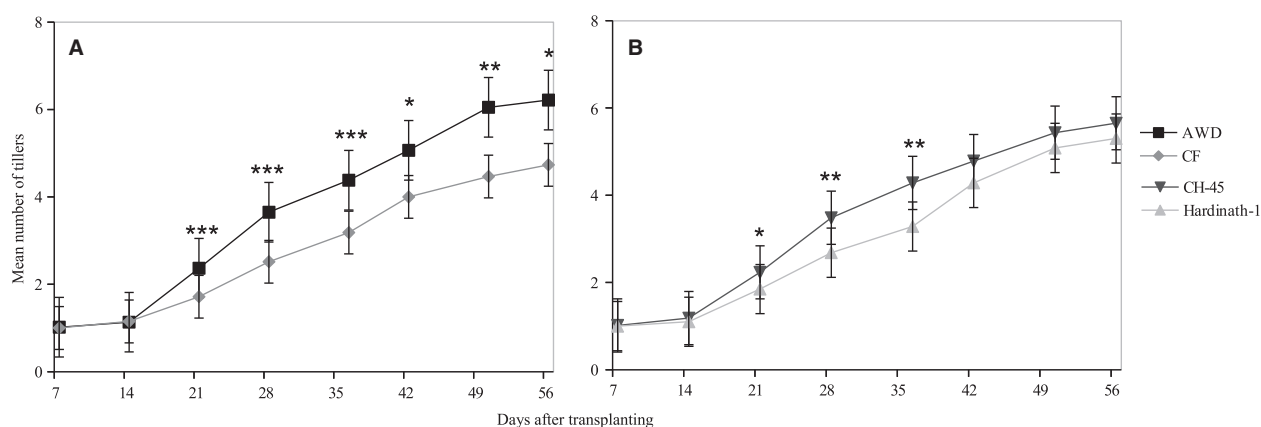 A
B
8
6
4
2
0
Mean number of tillers
***
***
***
*
**
*
7 14 21 28 35 42 49 56
8
6
4
2
0
*
**
**
7 14 21 28 35 42 49 56
Days after transplanting
AWD
CF
CH-45
Hardinath-1